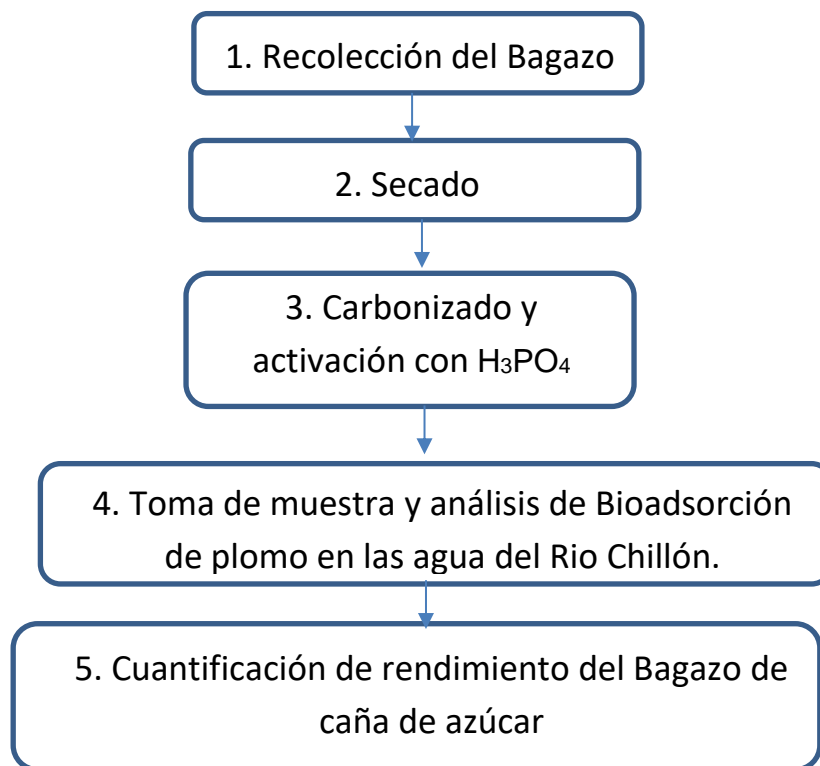 1. Recolección del Bagazo
2. Secado
3. Carbonizado y
activación con H₃PO₄
4. Toma de muestra y análisis de Bioadsorción
de plomo en las agua del Rio Chillón.
5. Cuantificación de rendimiento del Bagazo de
caña de azúcar